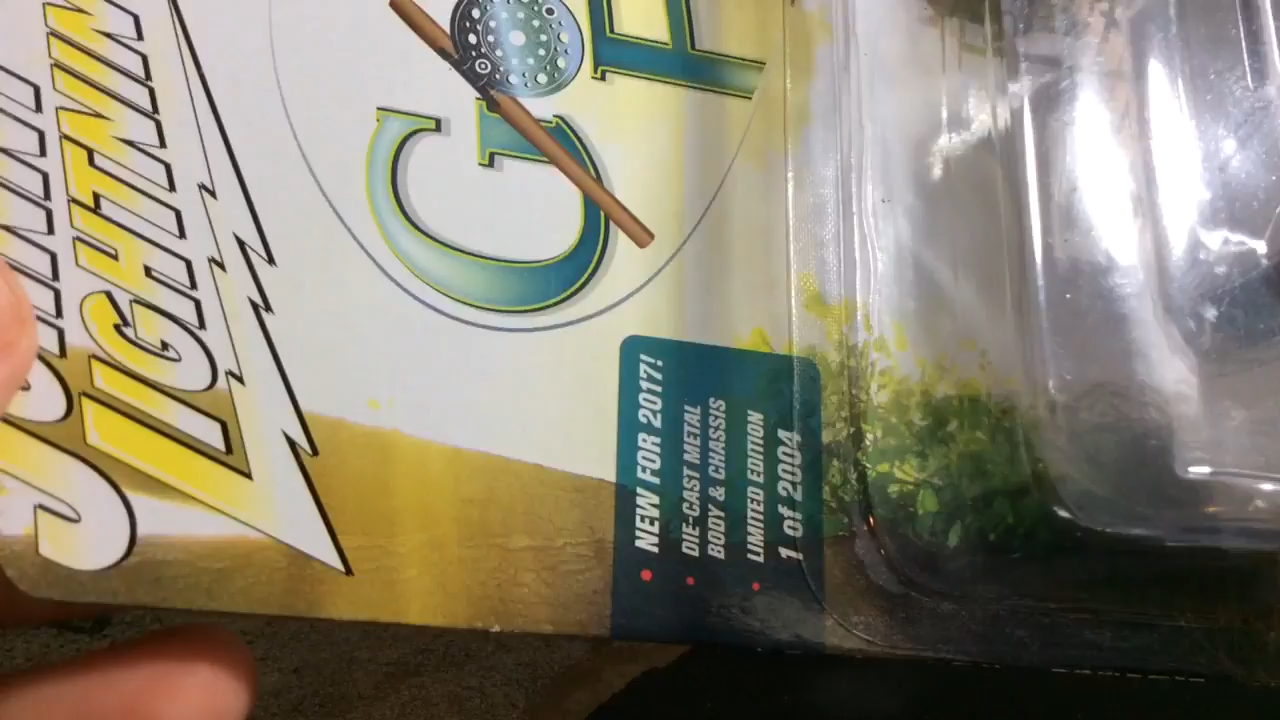 LIGHTNIN
G
NEW FOR 2017!
DIE-CAST METAL
BODY & CHASSIS
LIMITED EDITION
1 of 2004